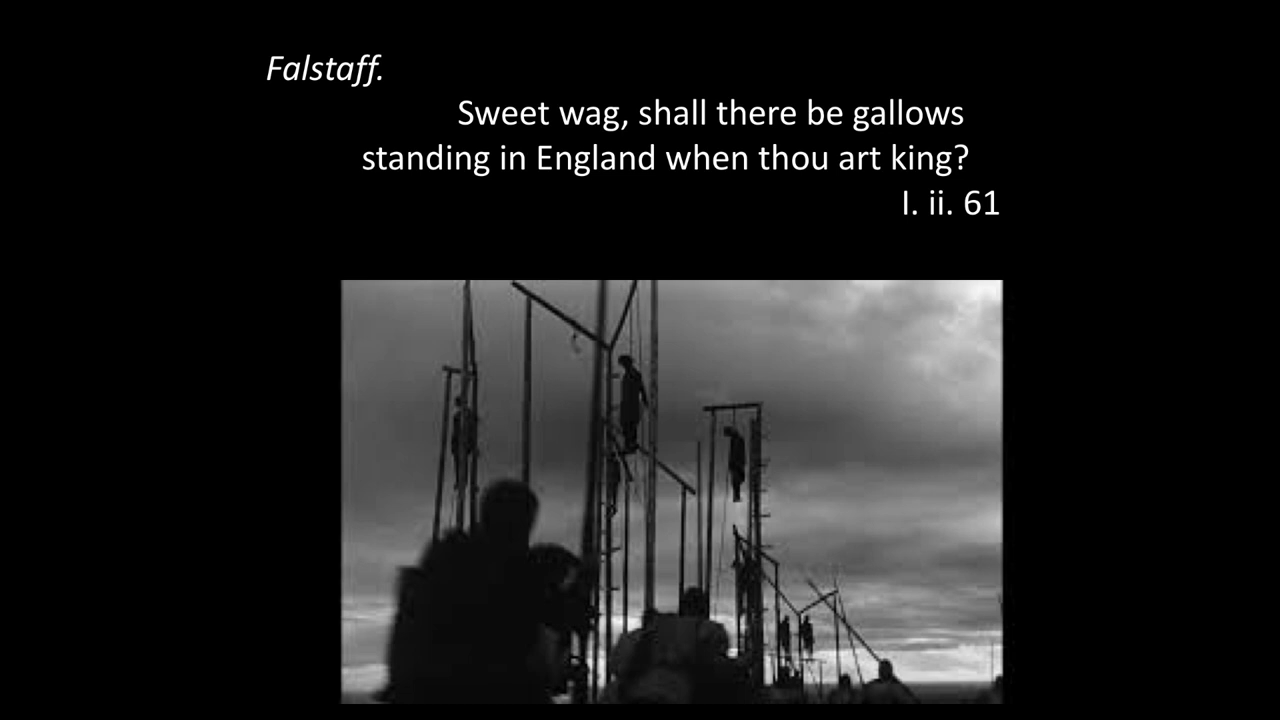 Falstaff.
Sweet wag, shall there be gallows
standing in England when thou art king?
I. ii. 61